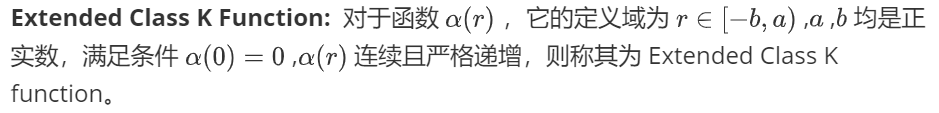 Extended Class K Function: 对于函数 α(r) ，它的定义域为 r ∈ [−b, a) ,a ,b 均是正
实数，满足条件 α(0) = 0 ,α(r) 连续且严格递增，则称其为 Extended Class K
function。